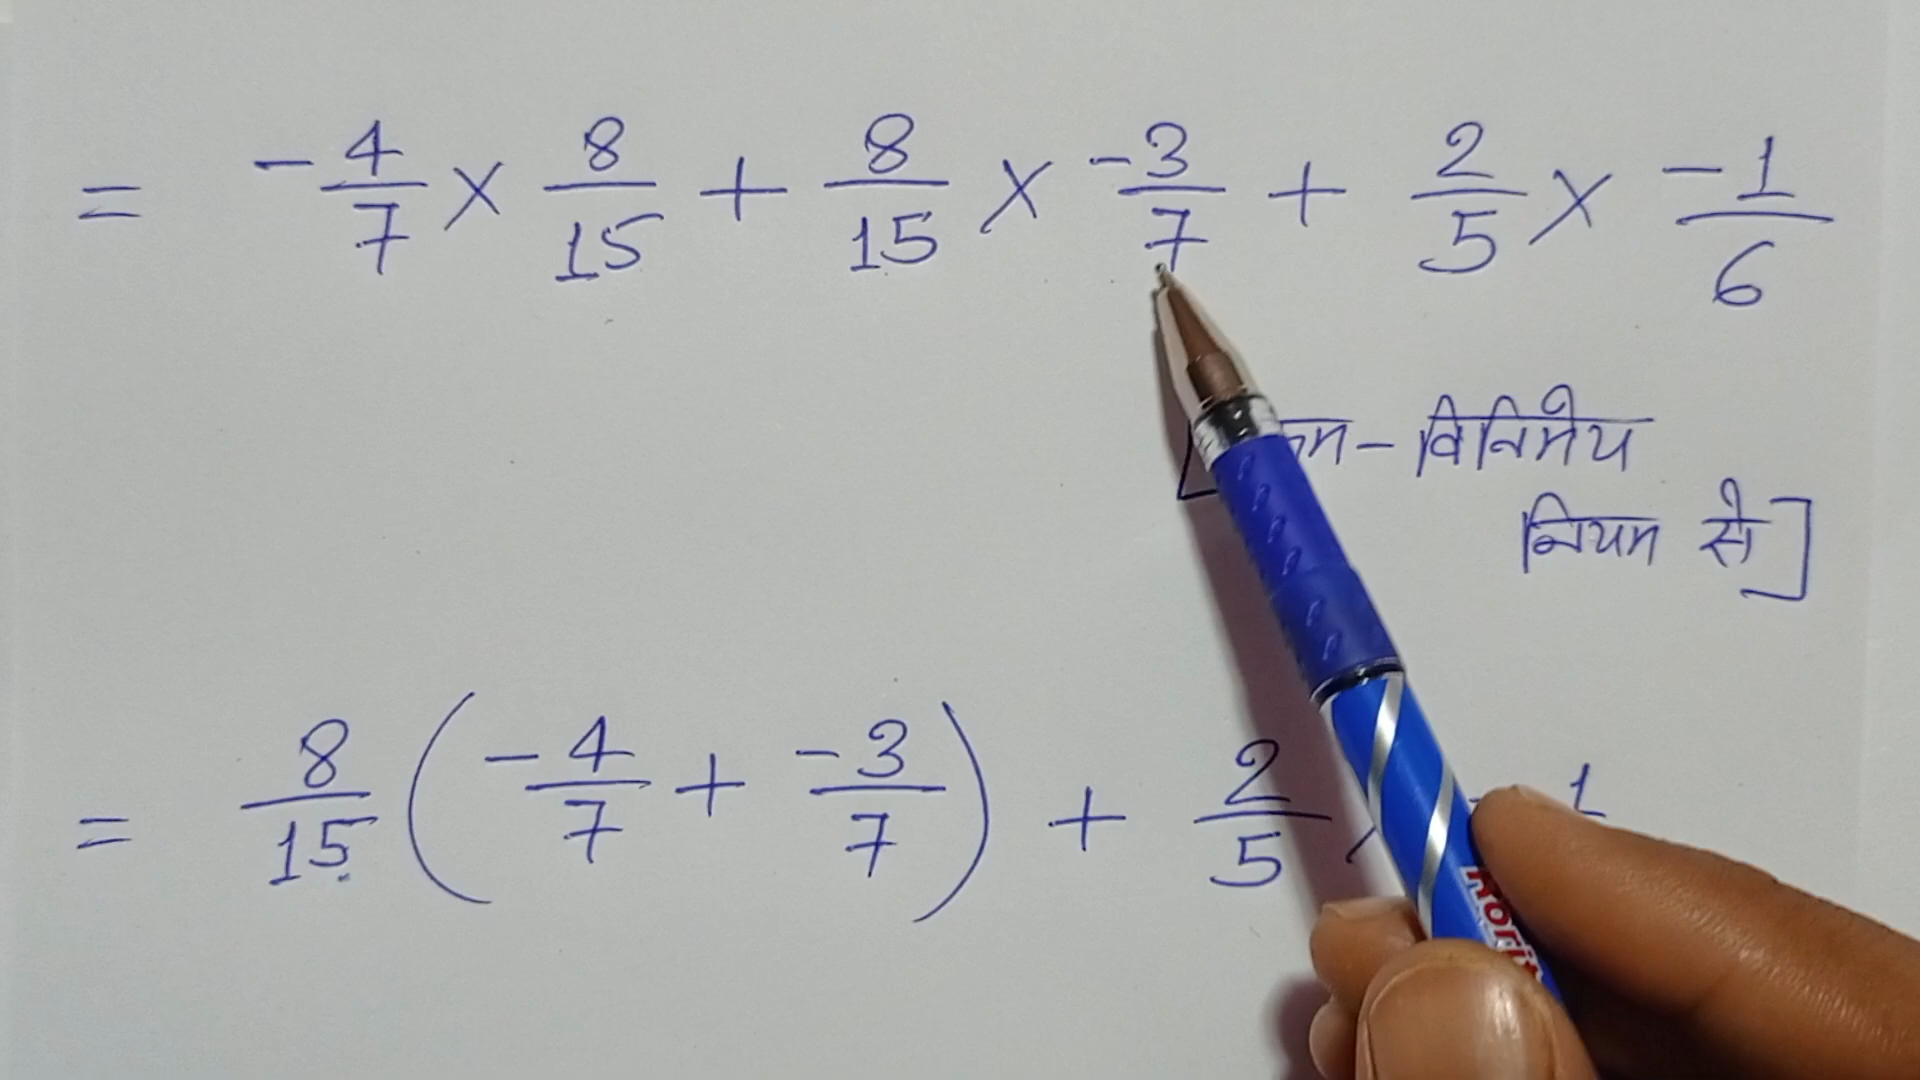 = -4/7 × 8/15 + 8/15 × -3/7 + 2/5 × -1/6
विनिमेय
नियम से]
= 8/15 (-4/7 + -3/7) + 2/5